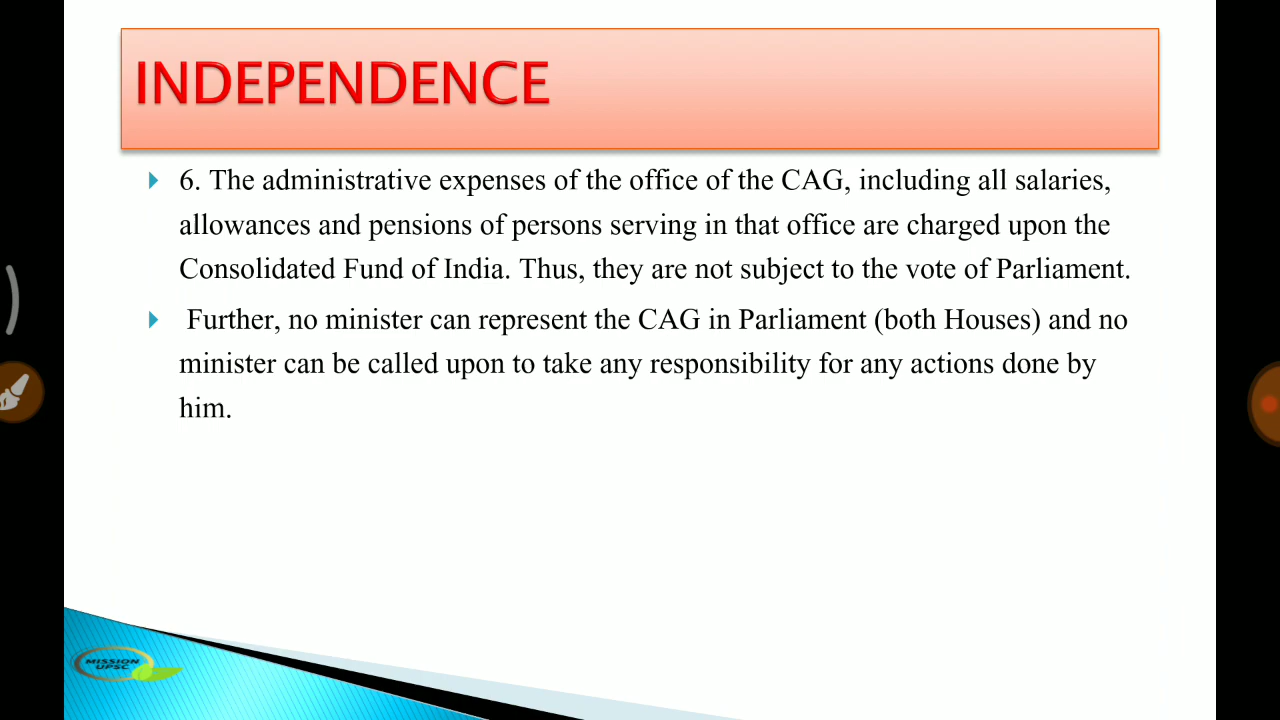 INDEPENDENCE
6. The administrative expenses of the office of the CAG, including all salaries,
allowances and pensions of persons serving in that office are charged upon the
Consolidated Fund of India. Thus, they are not subject to the vote of Parliament.
Further, no minister can represent the CAG in Parliament (both Houses) and no
minister can be called upon to take any responsibility for any actions done by
him.
MISSION
UPSC